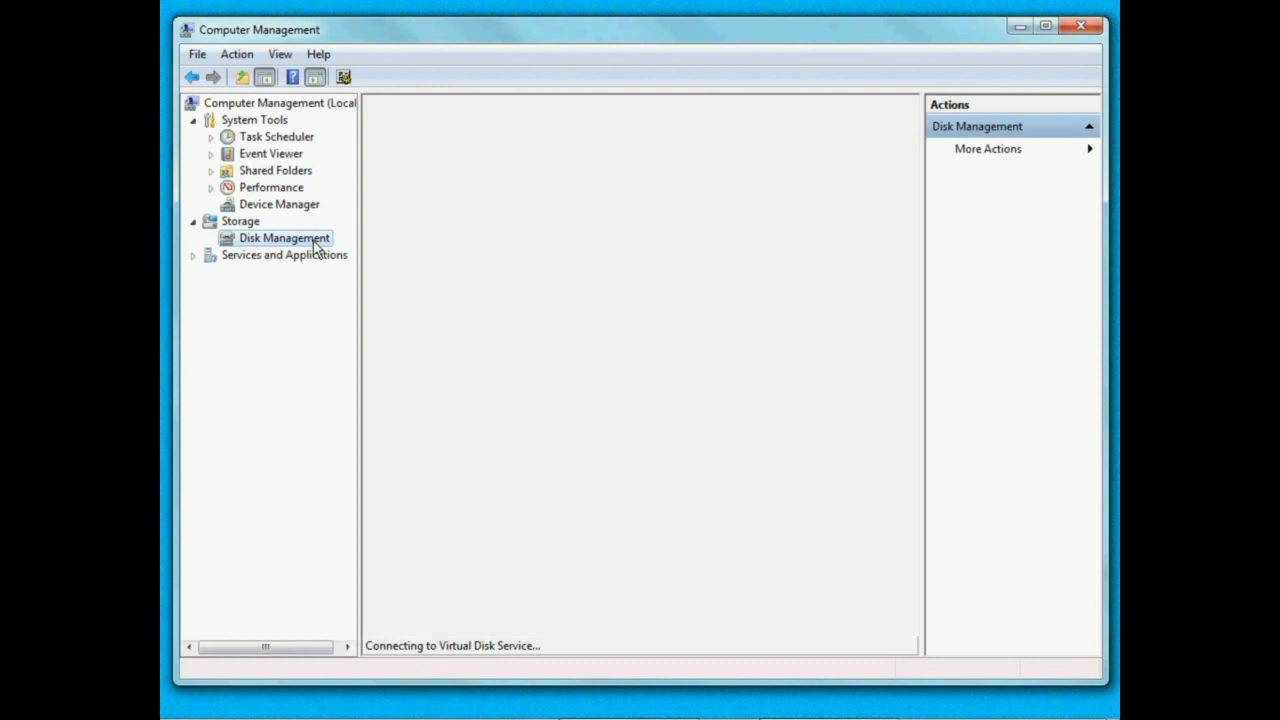 Computer Management
File Action View Help
Computer Management (Local
System Tools
Task Scheduler
Event Viewer
Shared Folders
Performance
Device Manager
Storage
Disk Management
Services and Applications
Connecting to Virtual Disk Service...
Actions
Disk Management
More Actions